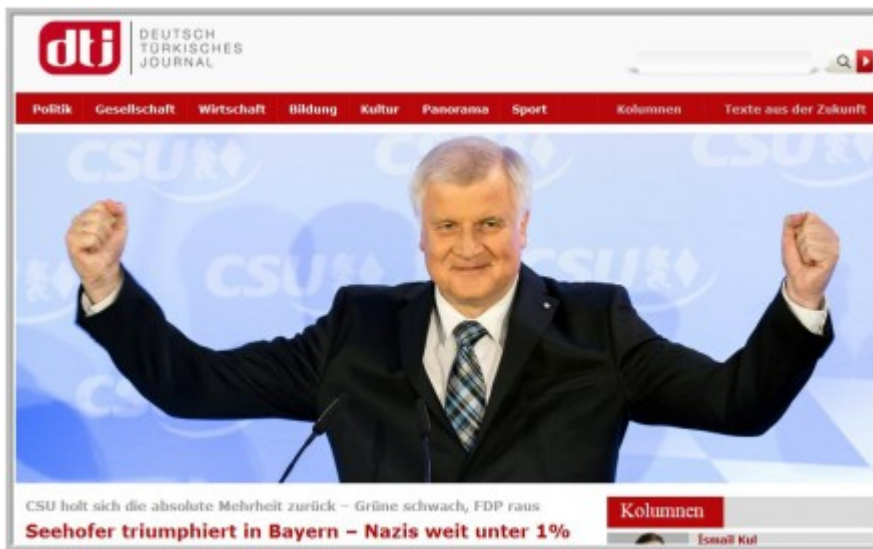 dtj
DEUTSCH
TÜRKISCHES
JOURNAL
Politik Gesellschaft Wirtschaft Bildung Kultur Panorama Sport Kolumnen Texte aus der Zukunft
CSU
CSU
CSU
CSU
CS
CSU holt sich die absolute Mehrheit zurück – Grüne schwach, FDP raus
Seehofer triumphiert in Bayern – Nazis weit unter 1%
Kolumnen
İsmail Kul